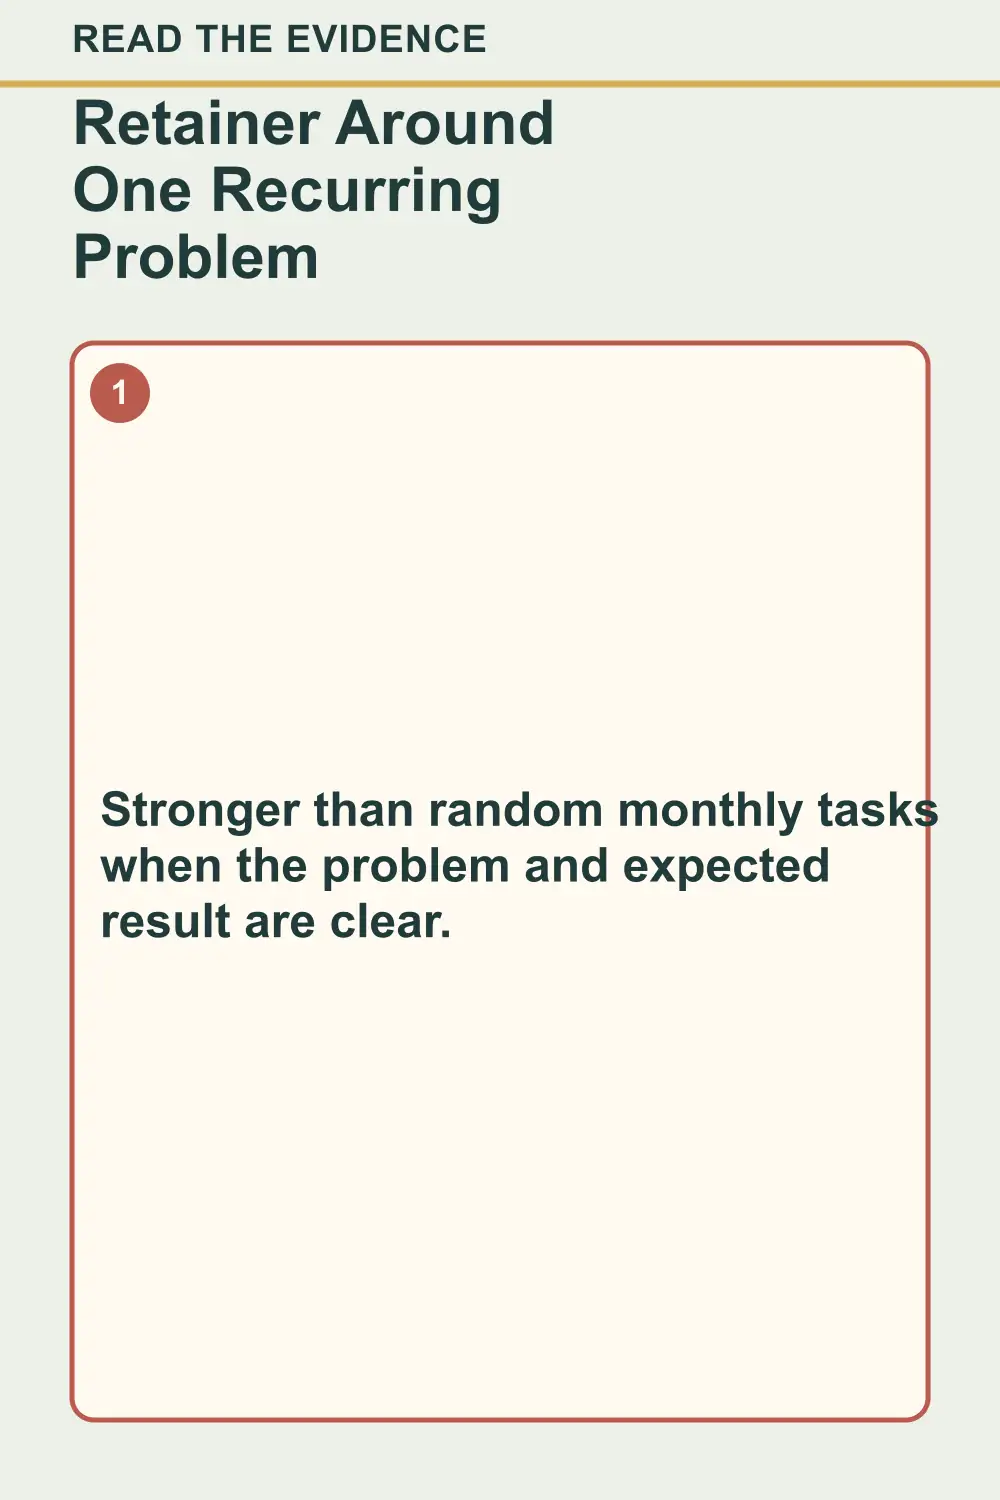 READ THE EVIDENCE
Retainer Around
One Recurring
Problem
1
Stronger than random monthly tasks
when the problem and expected
result are clear.